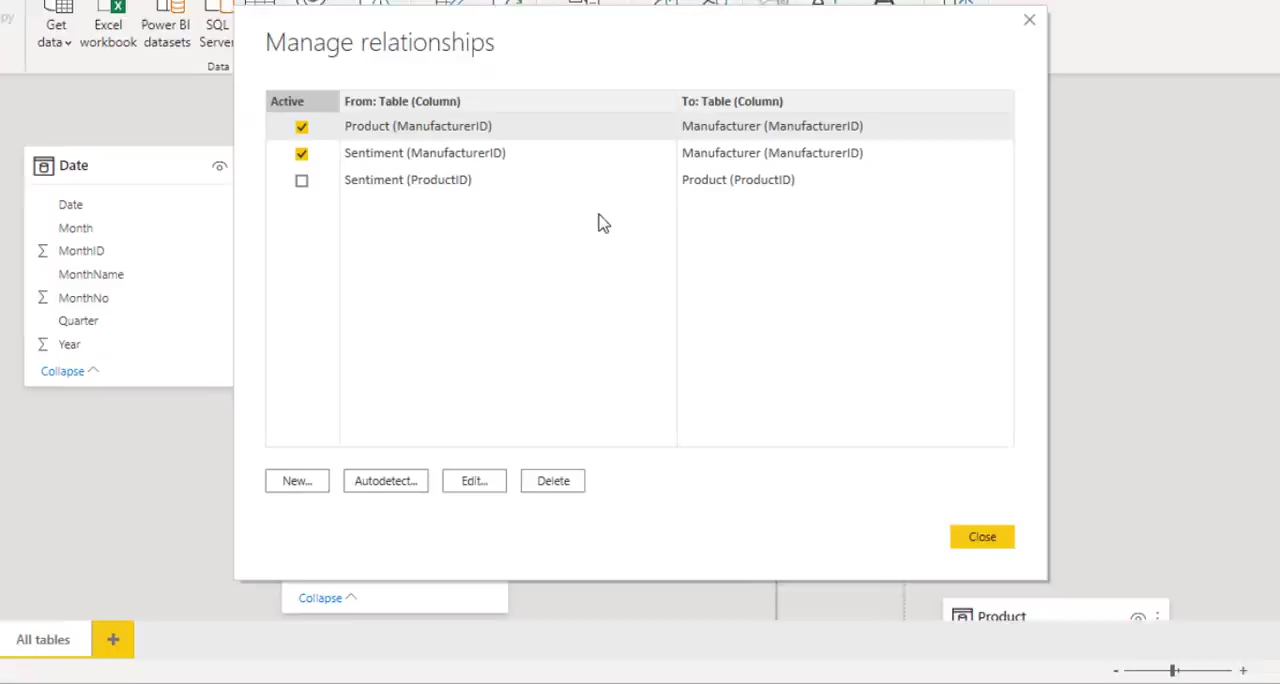 Get data
Excel workbook
Power BI datasets
SQL Server
Data
Manage relationships
Active From: Table (Column) To: Table (Column)
Product (ManufacturerID) Manufacturer (ManufacturerID)
Sentiment (ManufacturerID) Manufacturer (ManufacturerID)
Sentiment (ProductID) Product (ProductID)
Date
Date
Month
MonthID
MonthName
MonthNo
Quarter
Year
Collapse
New... Autodetect... Edit... Delete
Close
Collapse
Product
All tables